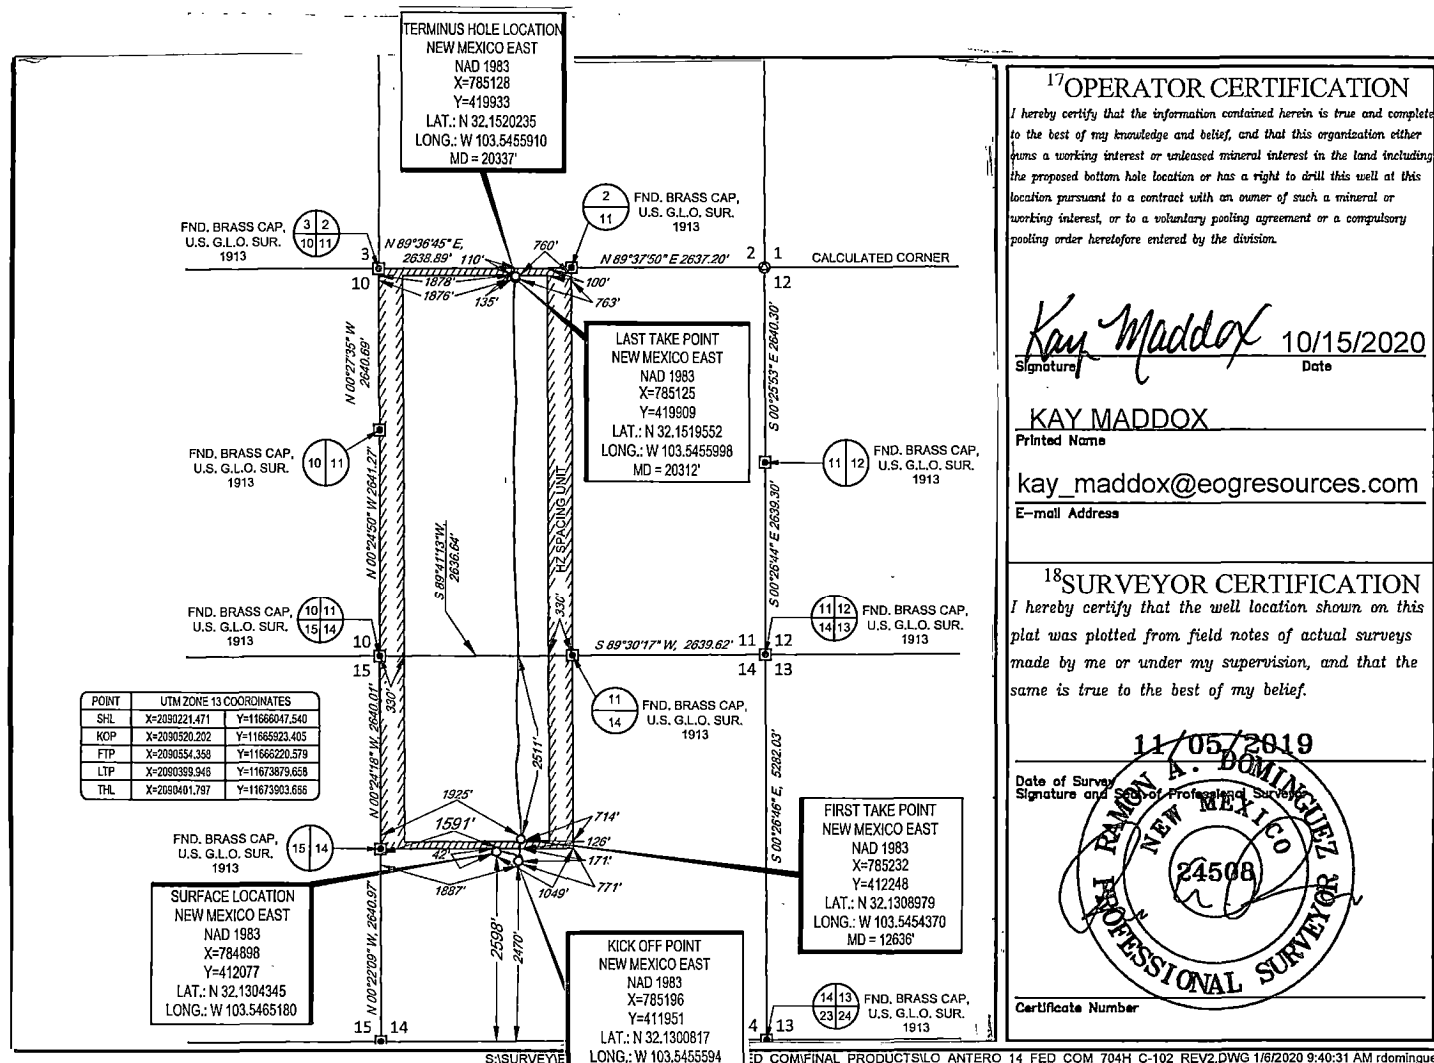 TERMINUS HOLE LOCATION
NEW MEXICO EAST
NAD 1983
X=785128
Y=419933
LAT.: N 32.1520235
LONG.: W 103.5455910
MD = 20337'
FND. BRASS CAP,
U.S. G.L.O. SUR.
1913
3 2
10 11
2
11
FND. BRASS CAP,
U.S. G.L.O. SUR.
1913
3
N 89°36'45" E,
2638.89'
110'
760'
N 89°37'50" E 2637.20'
2 1
CALCULATED CORNER
10
1878'
1876'
135'
100'
763'
12
N 00°27'35" W
2640.69'
S 00°25'53" E 2640.30'
LAST TAKE POINT
NEW MEXICO EAST
NAD 1983
X=785125
Y=419909
LAT.: N 32.1519552
LONG.: W 103.5455998
MD = 20312'
FND. BRASS CAP,
U.S. G.L.O. SUR.
1913
10 11
11 12
FND. BRASS CAP,
U.S. G.L.O. SUR.
1913
N 00°24'50" W 2641.27'
S 89°41'13" W,
2636.64'
HZ SPACING UNIT
S 00°26'44" E 2639.30'
FND. BRASS CAP,
U.S. G.L.O. SUR.
1913
10 11
15 14
330'
11 12
14 13
FND. BRASS CAP,
U.S. G.L.O. SUR.
1913
10
15
S 89°30'17" W, 2639.62'
11 12
14 13
330'
11
14
FND. BRASS CAP,
U.S. G.L.O. SUR.
1913
POINT UTM ZONE 13 COORDINATES
SHL X=2090221.471 Y=11666047.540
KOP X=2090520.202 Y=11665923.405
FTP X=2090554.358 Y=11666220.579
LTP X=2090399.946 Y=11673879.658
THL X=2090401.797 Y=11673903.666
N 00°24'18" W, 2640.01'
2511'
S 00°26'46" E, 5282.03'
1925'
1591'
42'
1887'
714'
126'
171'
771'
1049'
FND. BRASS CAP,
U.S. G.L.O. SUR.
1913
15 14
FIRST TAKE POINT
NEW MEXICO EAST
NAD 1983
X=785232
Y=412248
LAT.: N 32.1308979
LONG.: W 103.5454370
MD = 12636'
SURFACE LOCATION
NEW MEXICO EAST
NAD 1983
X=784898
Y=412077
LAT.: N 32.1304345
LONG.: W 103.5465180
N 00°22'09" W, 2640.97'
2598'
2470'
KICK OFF POINT
NEW MEXICO EAST
NAD 1983
X=785196
Y=411951
LAT.: N 32.1300817
LONG.: W 103.5455594
15 14
4 13
14 13
23 24
FND. BRASS CAP,
U.S. G.L.O. SUR.
1913
17 OPERATOR CERTIFICATION
I hereby certify that the information contained herein is true and complete
to the best of my knowledge and belief, and that this organization either
owns a working interest or unleased mineral interest in the land including
the proposed bottom hole location or has a right to drill this well at this
location pursuant to a contract with an owner of such a mineral or
working interest, or to a voluntary pooling agreement or a compulsory
pooling order heretofore entered by the division.
Kay Maddox 10/15/2020
Signature Date
KAY MADDOX
Printed Name
kay_maddox@eogresources.com
E-mail Address
18 SURVEYOR CERTIFICATION
I hereby certify that the well location shown on this
plat was plotted from field notes of actual surveys
made by me or under my supervision, and that the
same is true to the best of my belief.
11/05/2019
Date of Survey
Signature and Seal of Professional Surveyor
RAMON A. DOMINGUEZ
NEW MEXICO
24508
PROFESSIONAL SURVEYOR
Certificate Number
S:\SURVEY\E
D_COM\FINAL_PRODUCTS\LO_ANTERO_14_FED_COM_704H_C-102_REV2.DWG 1/6/2020 9:40:31 AM rdomingue